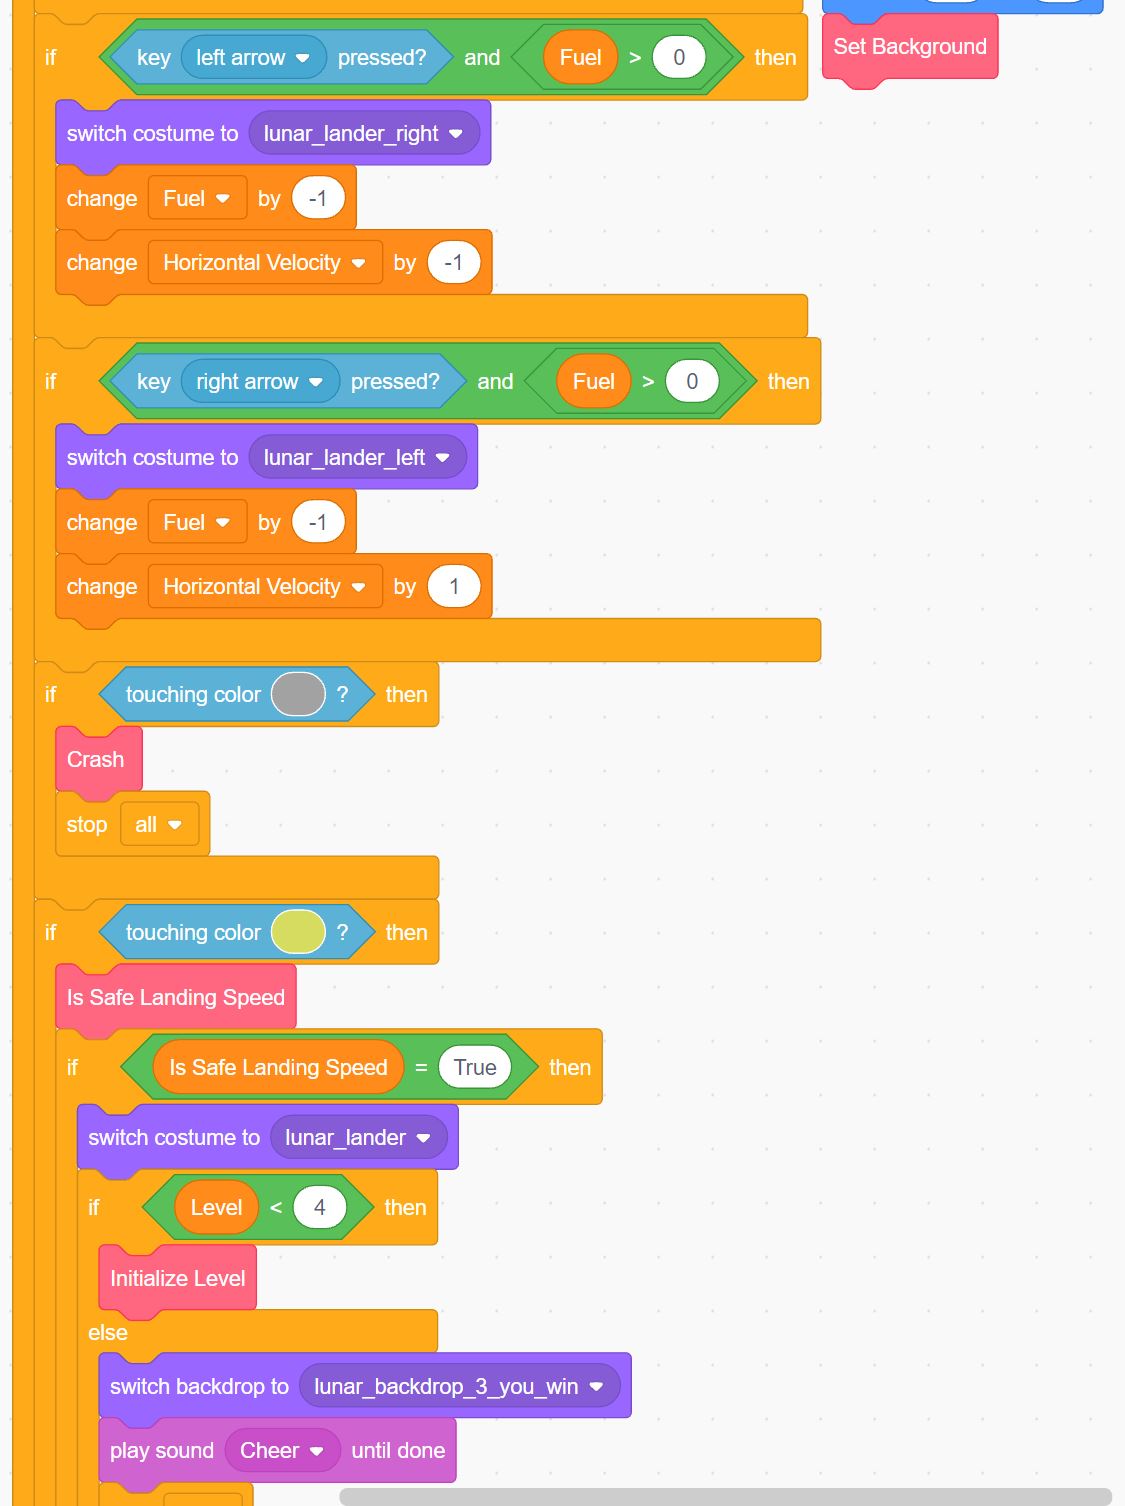 if key left arrow pressed? and Fuel > 0 then
Set Background
switch costume to lunar_lander_right
change Fuel by -1
change Horizontal Velocity by -1
if key right arrow pressed? and Fuel > 0 then
switch costume to lunar_lander_left
change Fuel by -1
change Horizontal Velocity by 1
if touching color ? then
Crash
stop all
if touching color ? then
Is Safe Landing Speed
if Is Safe Landing Speed = True then
switch costume to lunar_lander
if Level < 4 then
Initialize Level
else
switch backdrop to lunar_backdrop_3_you_win
play sound Cheer until done